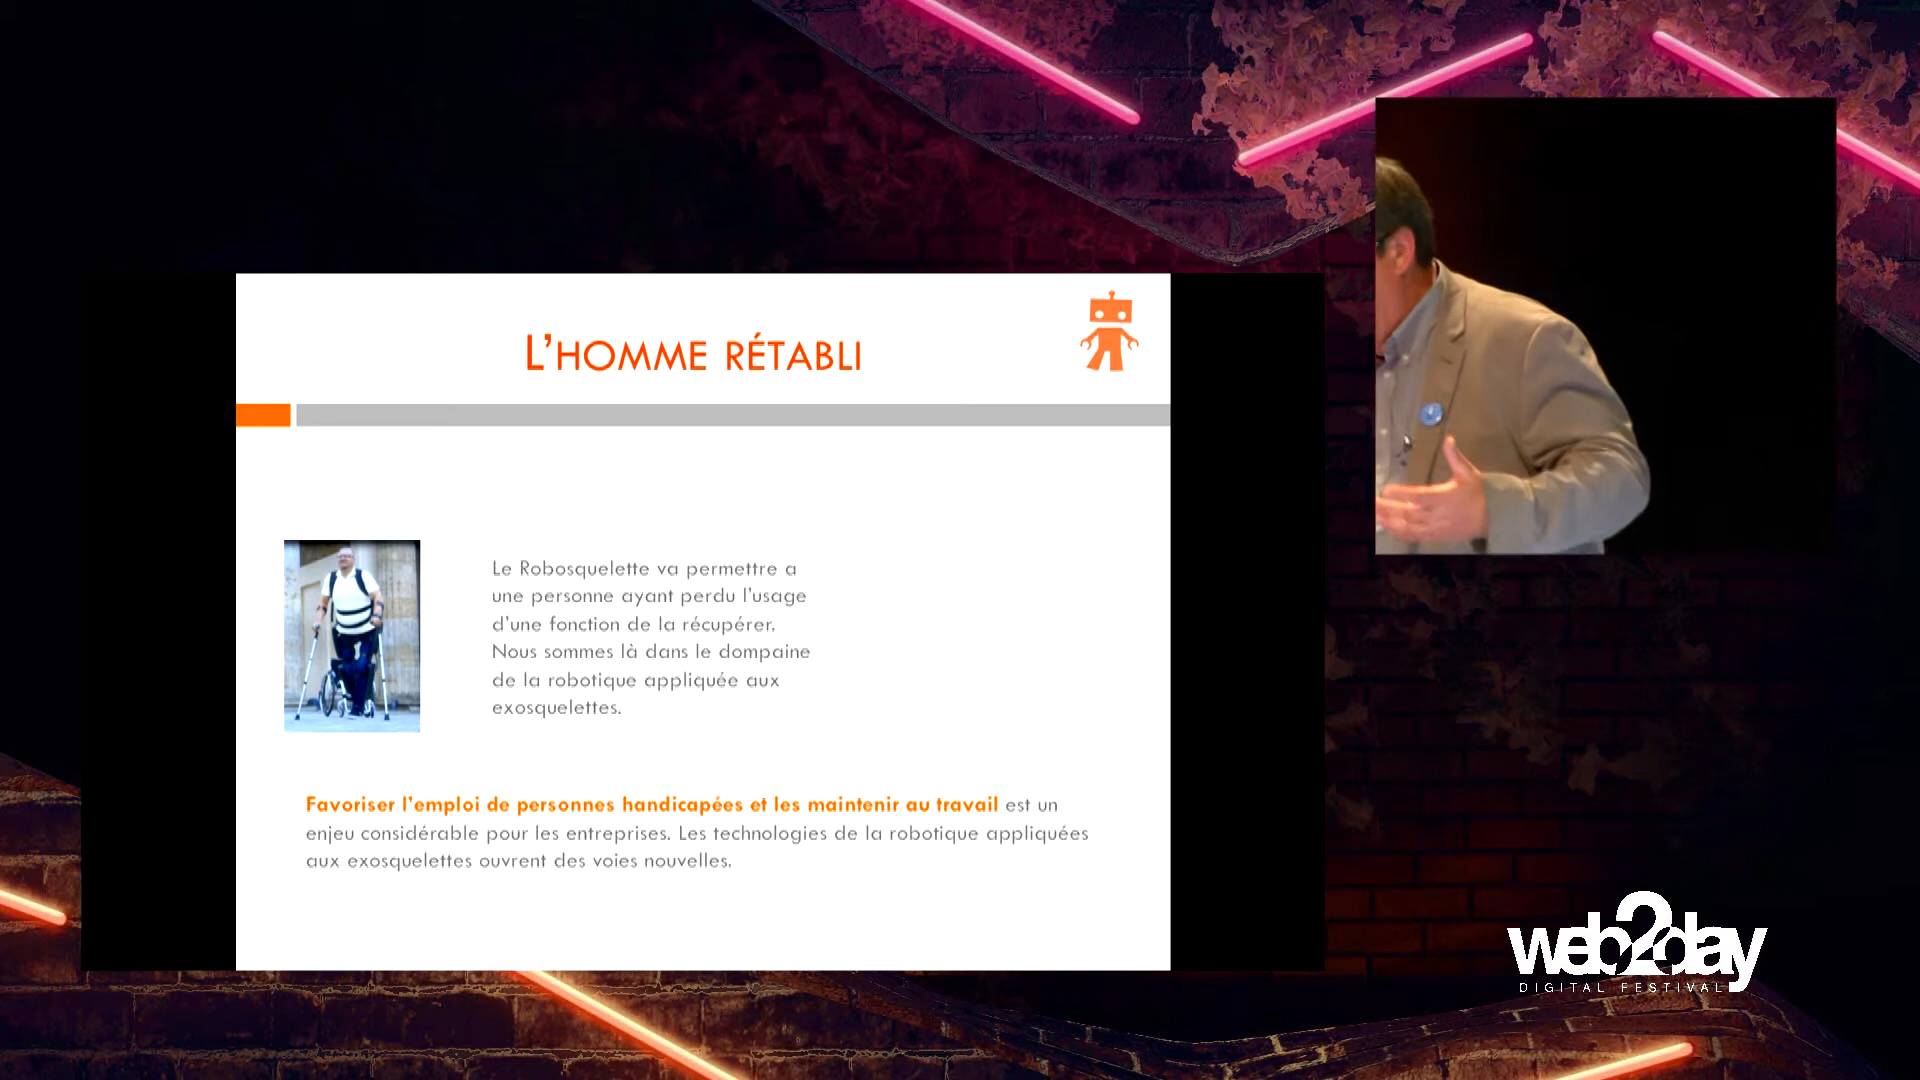 L'HOMME RÉTABLI
Le Robosquelette va permettre a
une personne ayant perdu l'usage
d'une fonction de la récupérer.
Nous sommes là dans le dompaine
de la robotique appliquée aux
exosquelettes.
Favoriser l'emploi de personnes handicapées et les maintenir au travail est un
enjeu considérable pour les entreprises. Les technologies de la robotique appliquées
aux exosquelettes ouvrent des voies nouvelles.
web2day
DIGITAL FESTIVAL